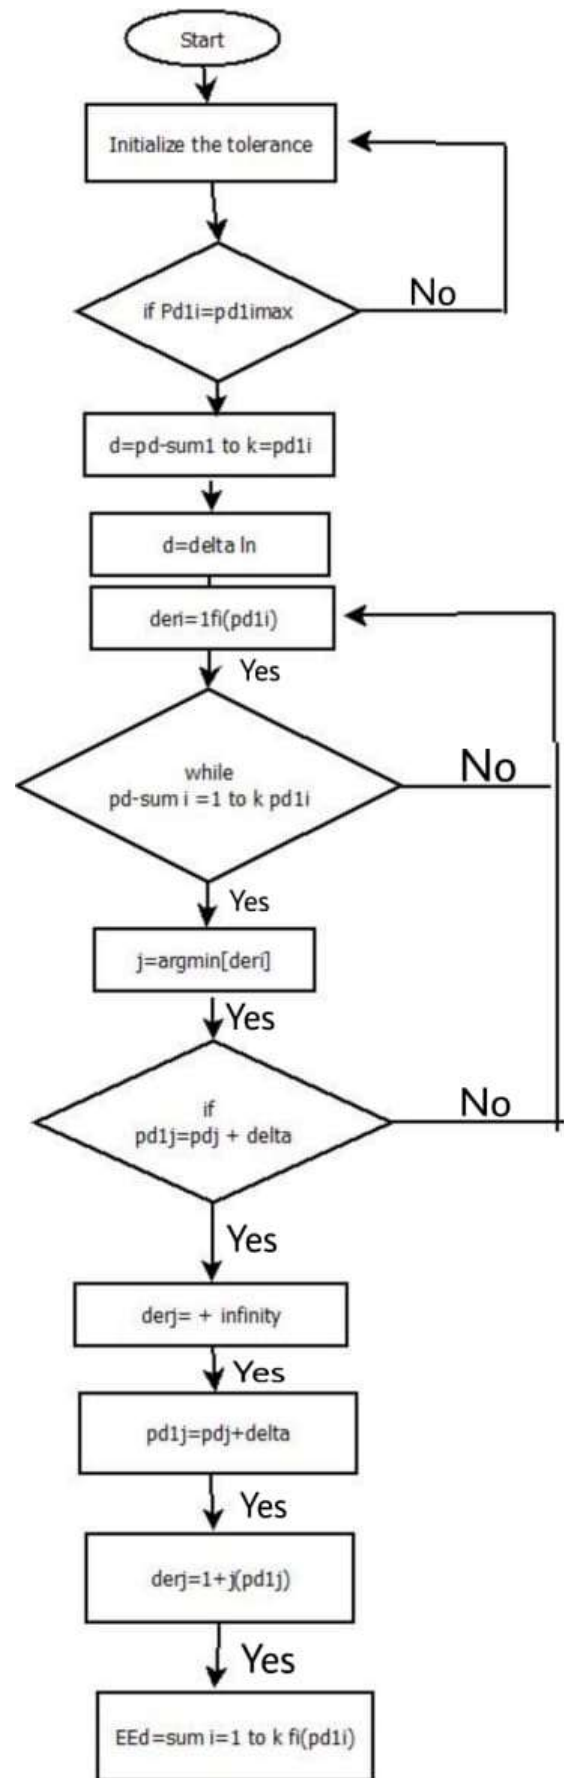 Start
Initialize the tolerance
if Pd1i=pd1imax
No
d=pd-sum1 to k=pd1i
d=delta ln
deri=1fi(pd1i)
Yes
while
pd-sum i =1 to k pd1i
No
Yes
j=argmin[deri]
Yes
if
pd1j=pdj + delta
No
Yes
derj= + infinity
Yes
pd1j=pdj+delta
Yes
derj=1+j(pd1j)
Yes
EEd=sum i=1 to k fi(pd1i)